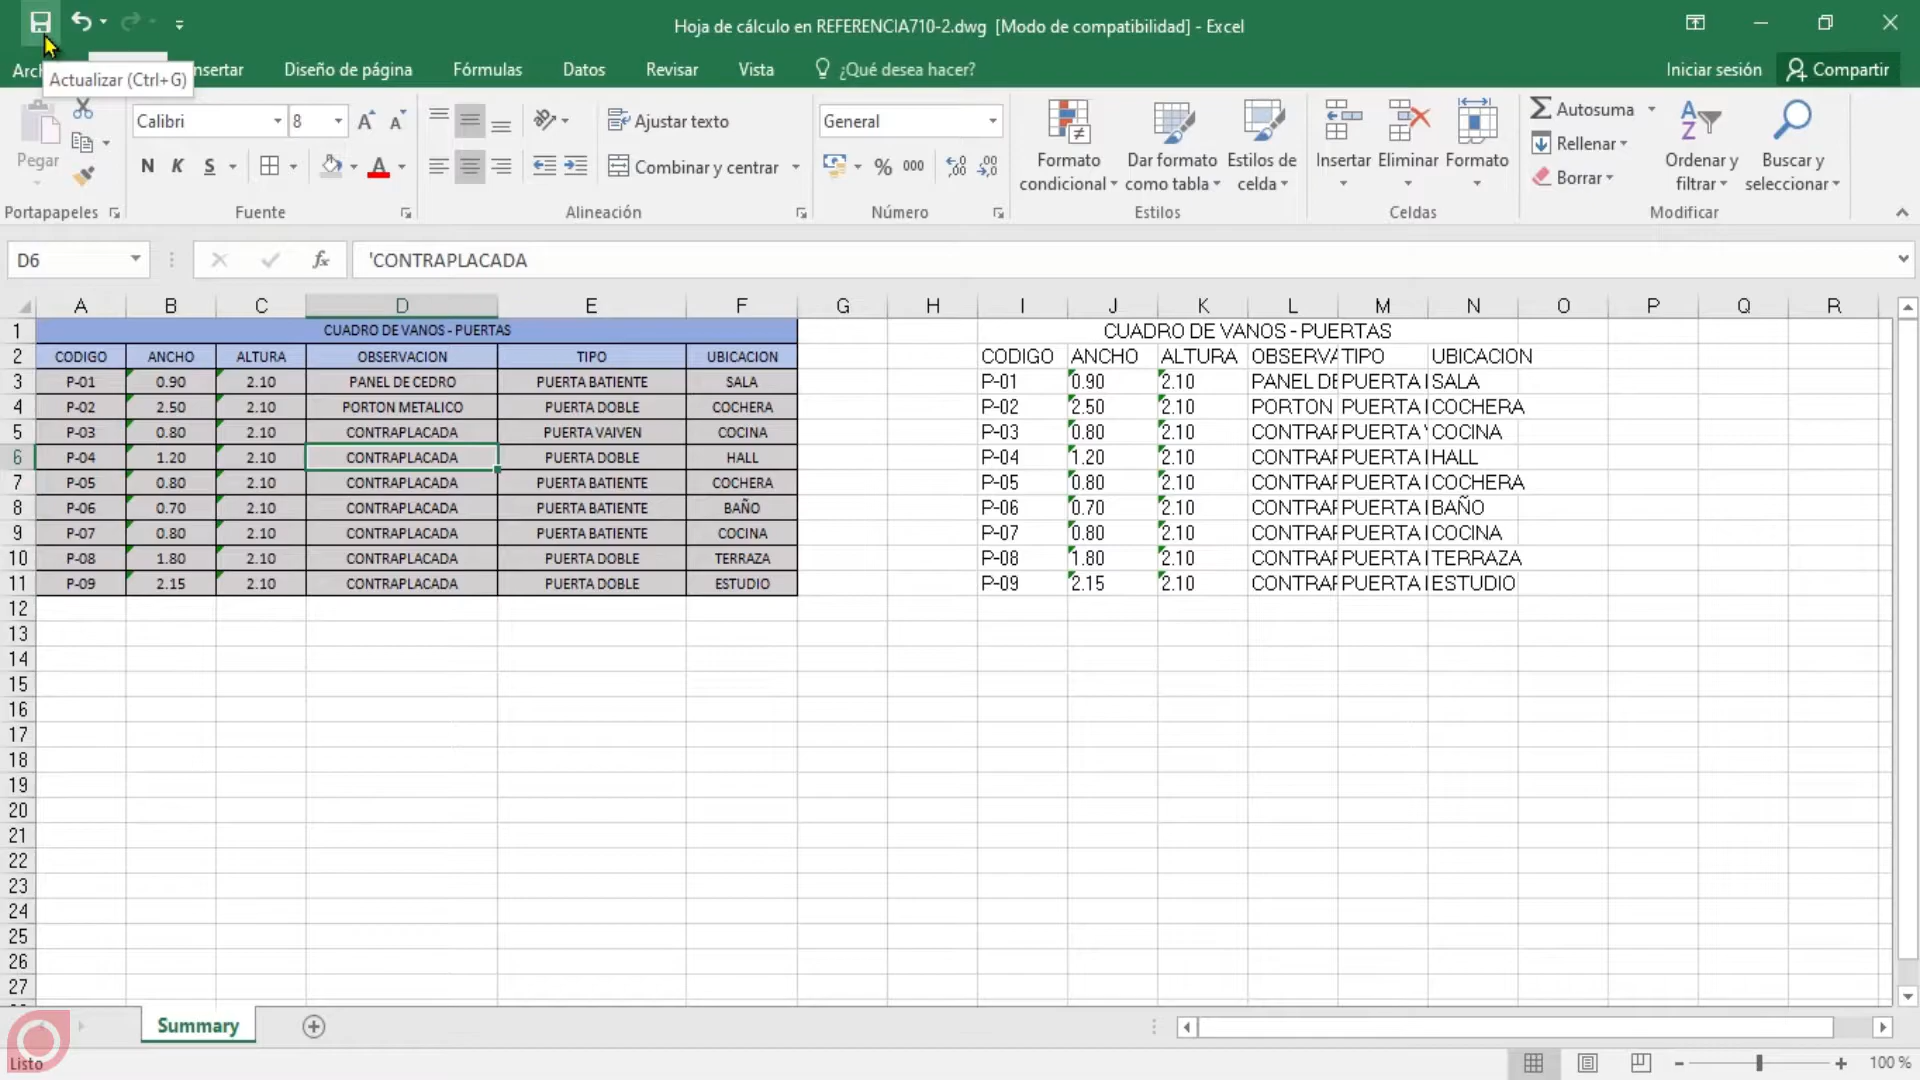 Hoja de cálculo en REFERENCIA710-2.dwg [Modo de compatibilidad] - Excel
Actualizar (Ctrl+G)
Diseño de página Fórmulas Datos Revisar Vista ¿Qué desea hacer? Iniciar sesión Compartir
Pegar
Portapapeles
Calibri 8
N K S
Fuente
Ajustar texto
Combinar y centrar
Alineación
General
% 000
Número
Formato condicional
Dar formato como tabla
Estilos de celda
Estilos
Insertar Eliminar Formato
Celdas
Autosuma
Rellenar
Borrar
Ordenar y filtrar
Buscar y seleccionar
Modificar
D6 fx 'CONTRAPLACADA
A B C D E F G H I J K L M N O P Q R
1 CUADRO DE VANOS - PUERTAS CUADRO DE VANOS - PUERTAS
2 CODIGO ANCHO ALTURA OBSERVACION TIPO UBICACION CODIGO ANCHO ALTURA TIPO UBICACION
3 P-01 0.90 2.10 PANEL DE CEDRO PUERTA BATIENTE SALA P-01 0.90 2.10 PANEL DE PUERTA SALA
4 P-02 2.50 2.10 PORTON METALICO PUERTA DOBLE COCHERA P-02 2.50 2.10 PORTON PUERTA COCHERA
5 P-03 0.80 2.10 CONTRAPLACADA PUERTA VAIVEN COCINA P-03 0.80 2.10 PUERTA COCINA
6 P-04 1.20 2.10 CONTRAPLACADA PUERTA DOBLE HALL P-04 1.20 2.10 PUERTA HALL
7 P-05 0.80 2.10 CONTRAPLACADA PUERTA BATIENTE COCHERA P-05 0.80 2.10 PUERTA COCHERA
8 P-06 0.70 2.10 CONTRAPLACADA PUERTA BATIENTE BAÑO P-06 0.70 2.10 PUERTA BAÑO
9 P-07 0.80 2.10 CONTRAPLACADA PUERTA BATIENTE COCINA P-07 0.80 2.10 PUERTA COCINA
10 P-08 1.80 2.10 CONTRAPLACADA PUERTA DOBLE TERRAZA P-08 1.80 2.10 PUERTA TERRAZA
11 P-09 2.15 2.10 CONTRAPLACADA PUERTA DOBLE ESTUDIO P-09 2.15 2.10 PUERTA ESTUDIO
12
13
14
15
16
17
18
19
20
21
22
23
24
25
26
27
Summary
Listo
100 %